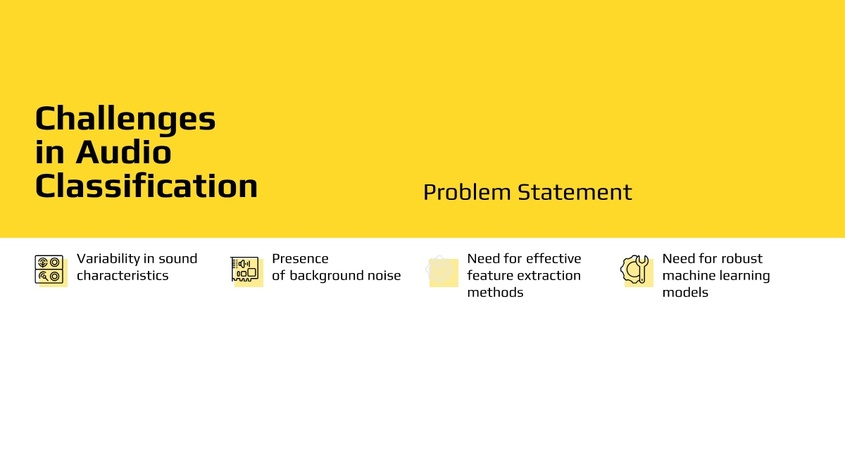 Challenges
in Audio
Classification
Problem Statement
Variability in sound
characteristics
Presence
of background noise
Need for effective
feature extraction
methods
Need for robust
machine learning
models